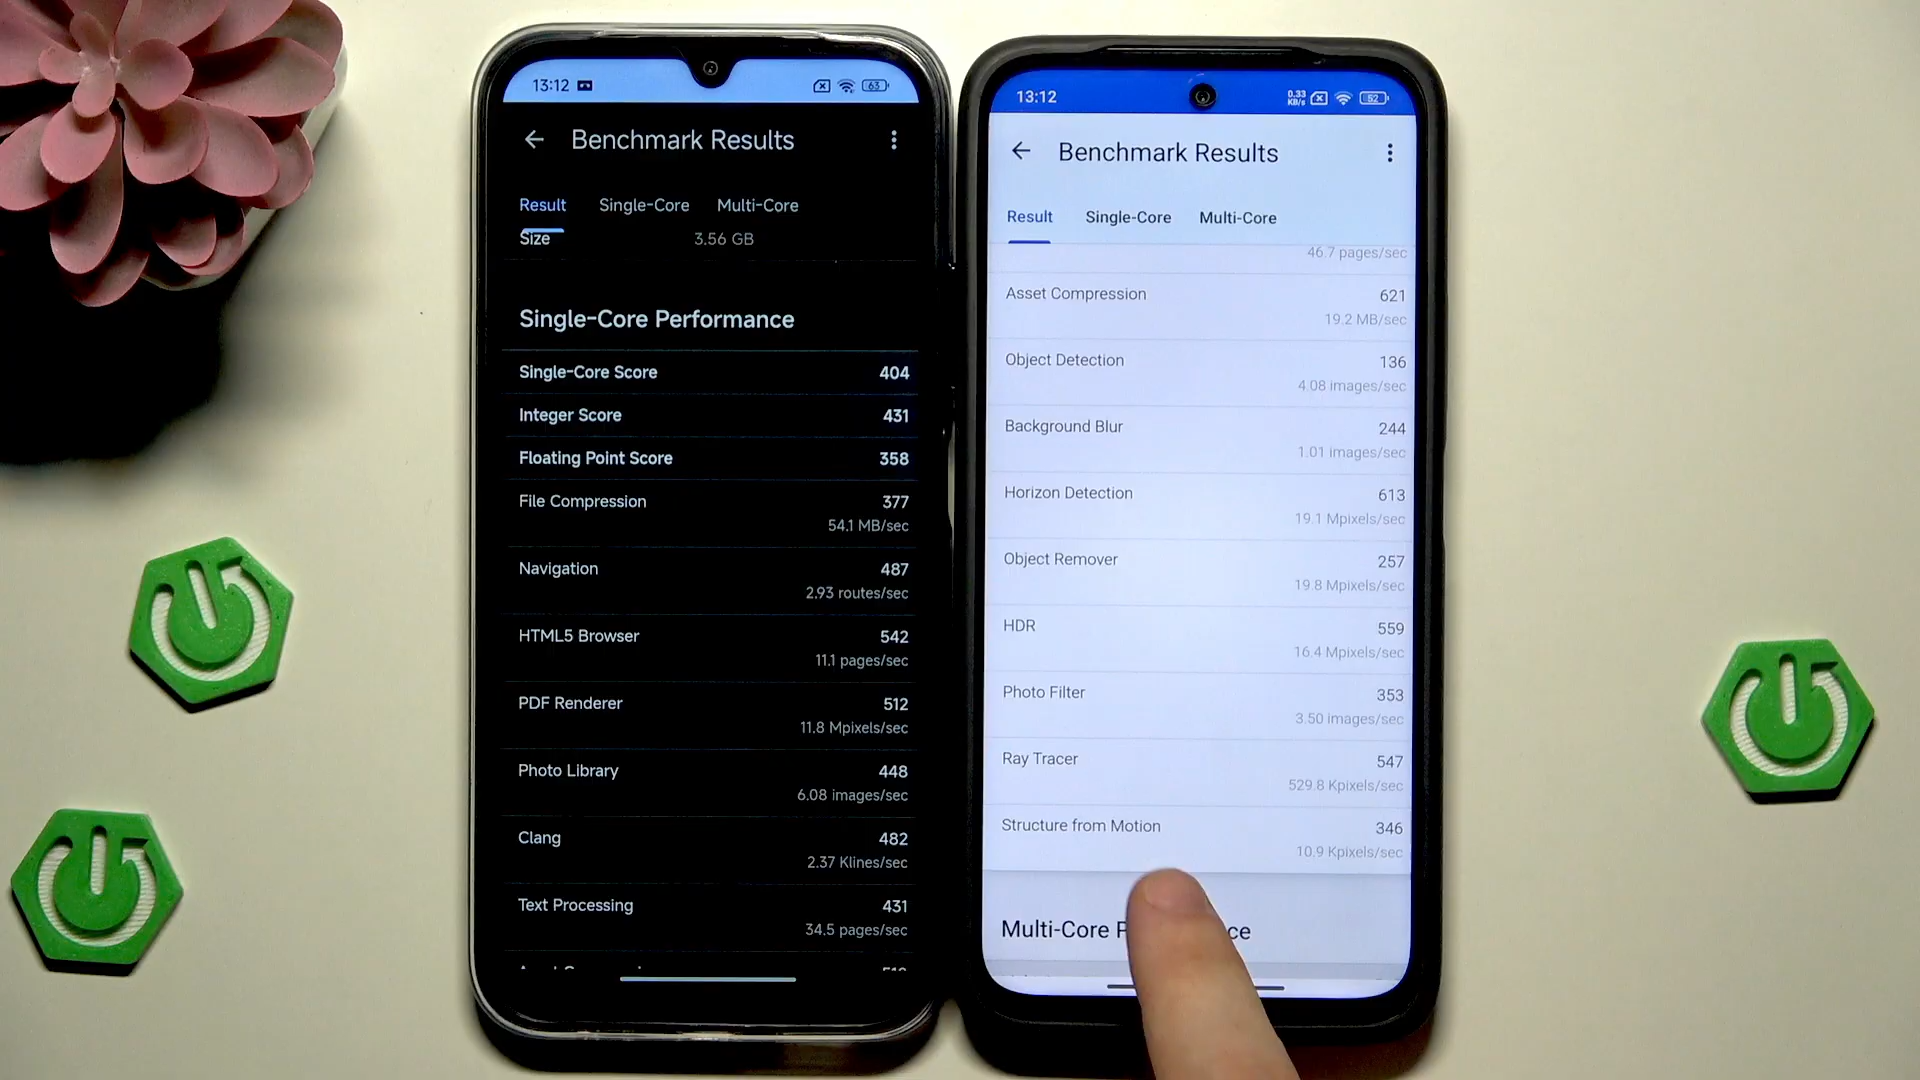 13:12
63
Benchmark Results
Result Single-Core Multi-Core
Size 3.56 GB
Single-Core Performance
Single-Core Score 404
Integer Score 431
Floating Point Score 358
File Compression 377
54.1 MB/sec
Navigation 487
2.93 routes/sec
HTML5 Browser 542
11.1 pages/sec
PDF Renderer 512
11.8 Mpixels/sec
Photo Library 448
6.08 images/sec
Clang 482
2.37 Klines/sec
Text Processing 431
34.5 pages/sec
13:12
0.33
KB/s
52
Benchmark Results
Result Single-Core Multi-Core
46.7 pages/sec
Asset Compression 621
19.2 MB/sec
Object Detection 136
4.08 images/sec
Background Blur 244
1.01 images/sec
Horizon Detection 613
19.1 Mpixels/sec
Object Remover 257
19.8 Mpixels/sec
HDR 559
16.4 Mpixels/sec
Photo Filter 353
3.50 images/sec
Ray Tracer 547
529.8 Kpixels/sec
Structure from Motion 346
10.9 Kpixels/sec
Multi-Core